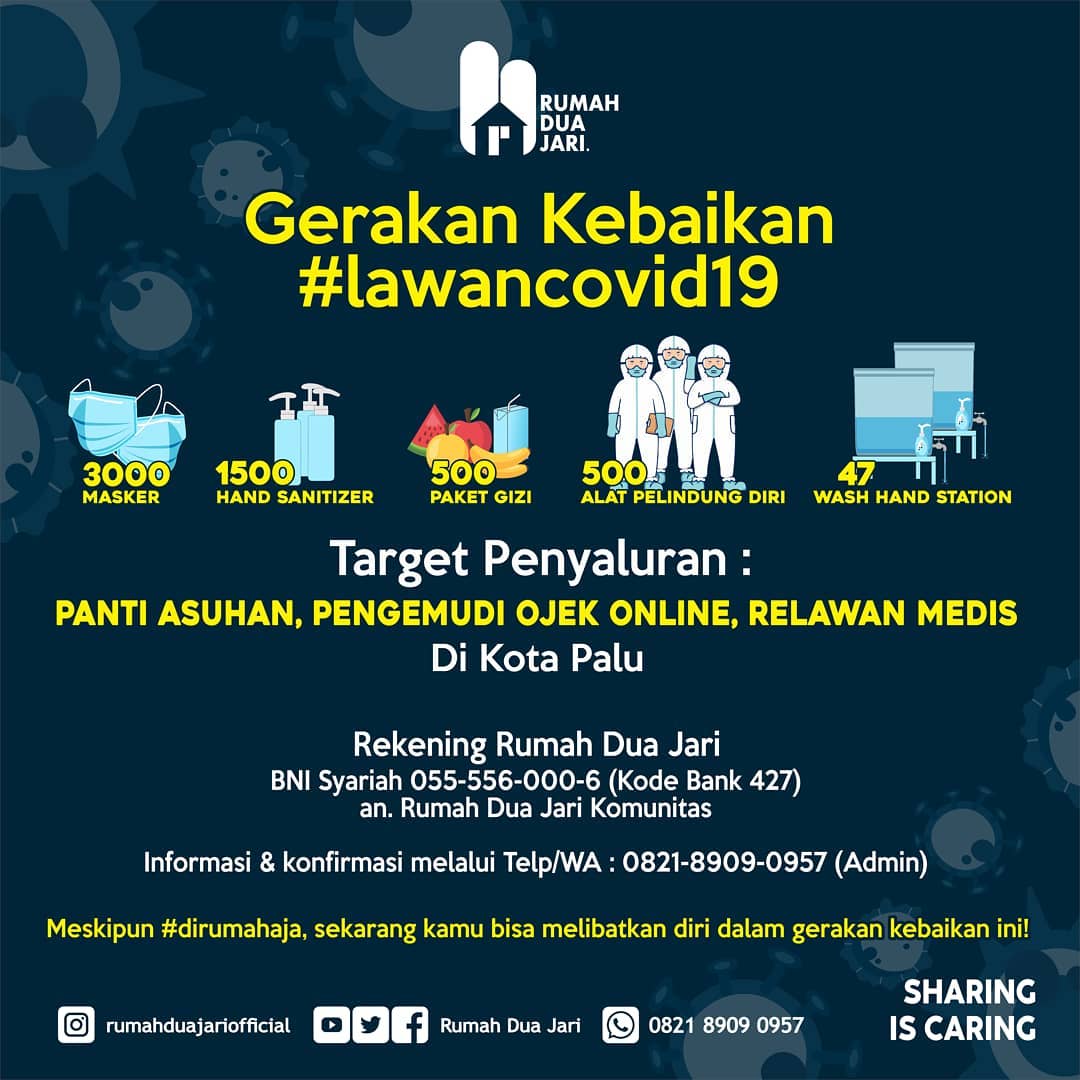 RUMAH
DUA
JARI.
Gerakan Kebaikan
#lawancovid19
3000
MASKER
1500
HAND SANITIZER
500
PAKET GIZI
500
ALAT PELINDUNG DIRI
47
WASH HAND STATION
Target Penyaluran :
PANTI ASUHAN, PENGEMUDI OJEK ONLINE, RELAWAN MEDIS
Di Kota Palu
Rekening Rumah Dua Jari
BNI Syariah 055-556-000-6 (Kode Bank 427)
an. Rumah Dua Jari Komunitas
Informasi & konfirmasi melalui Telp/WA : 0821-8909-0957 (Admin)
Meskipun #dirumahaja, sekarang kamu bisa melibatkan diri dalam gerakan kebaikan ini!
SHARING
IS CARING
rumahduajariofficial
Rumah Dua Jari
0821 8909 0957